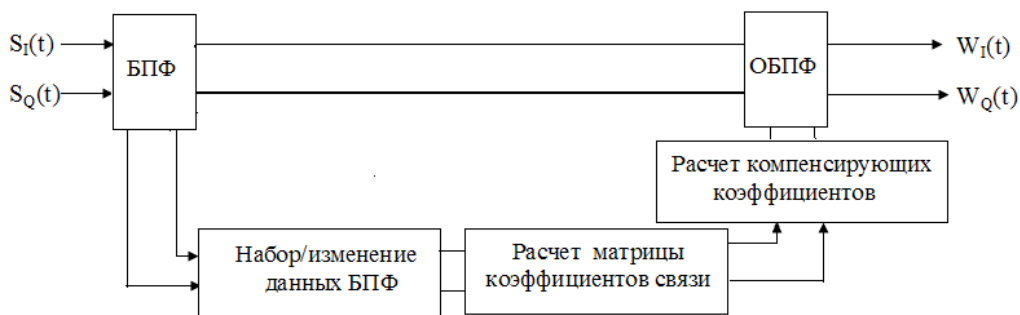 S_I(t)
S_Q(t)
БПФ
ОБПФ
W_I(t)
W_Q(t)
Расчет компенсирующих
коэффициентов
Набор/изменение
данных БПФ
Расчет матрицы
коэффициентов связи